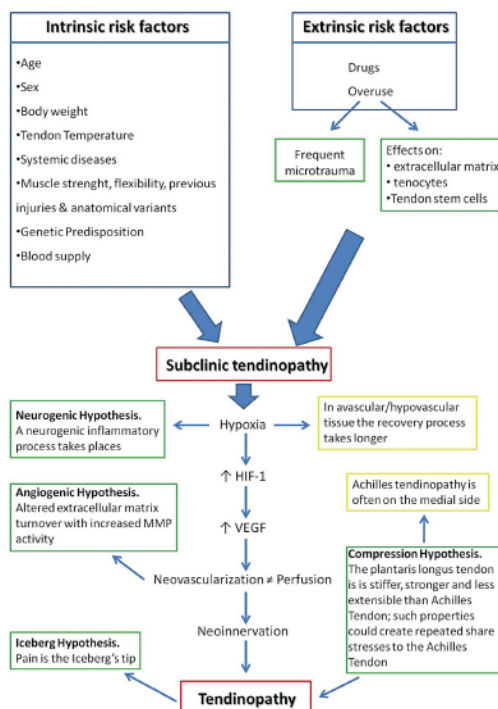 Intrinsic risk factors
•Age
•Sex
•Body weight
•Tendon Temperature
•Systemic diseases
•Muscle strenght, flexibility, previous
injuries & anatomical variants
•Genetic Predisposition
•Blood supply
Extrinsic risk factors
Drugs
Overuse
Frequent
microtrauma
Effects on:
• extracellular matrix
• tenocytes
•Tendon stem cells
Subclinic tendinopathy
Neurogenic Hypothesis.
A neurogenic inflammatory
process takes places
Hypoxia
In avascular/hypovascular
tissue the recovery process
takes longer
↑ HIF-1
Angiogenic Hypothesis.
Altered extracellular matrix
turnover with increased MMP
activity
↑ VEGF
Achilles tendinopathy is
often on the medial side
Neovascularization ≠ Perfusion
Compression Hypothesis.
The plantaris longus tendon
is is stiffer, stronger and less
extensible than Achilles
Tendon; such properties
could create repeated share
stresses to the Achilles
Tendon
Neoinnervation
Iceberg Hypothesis.
Pain is the Iceberg's tip
Tendinopathy